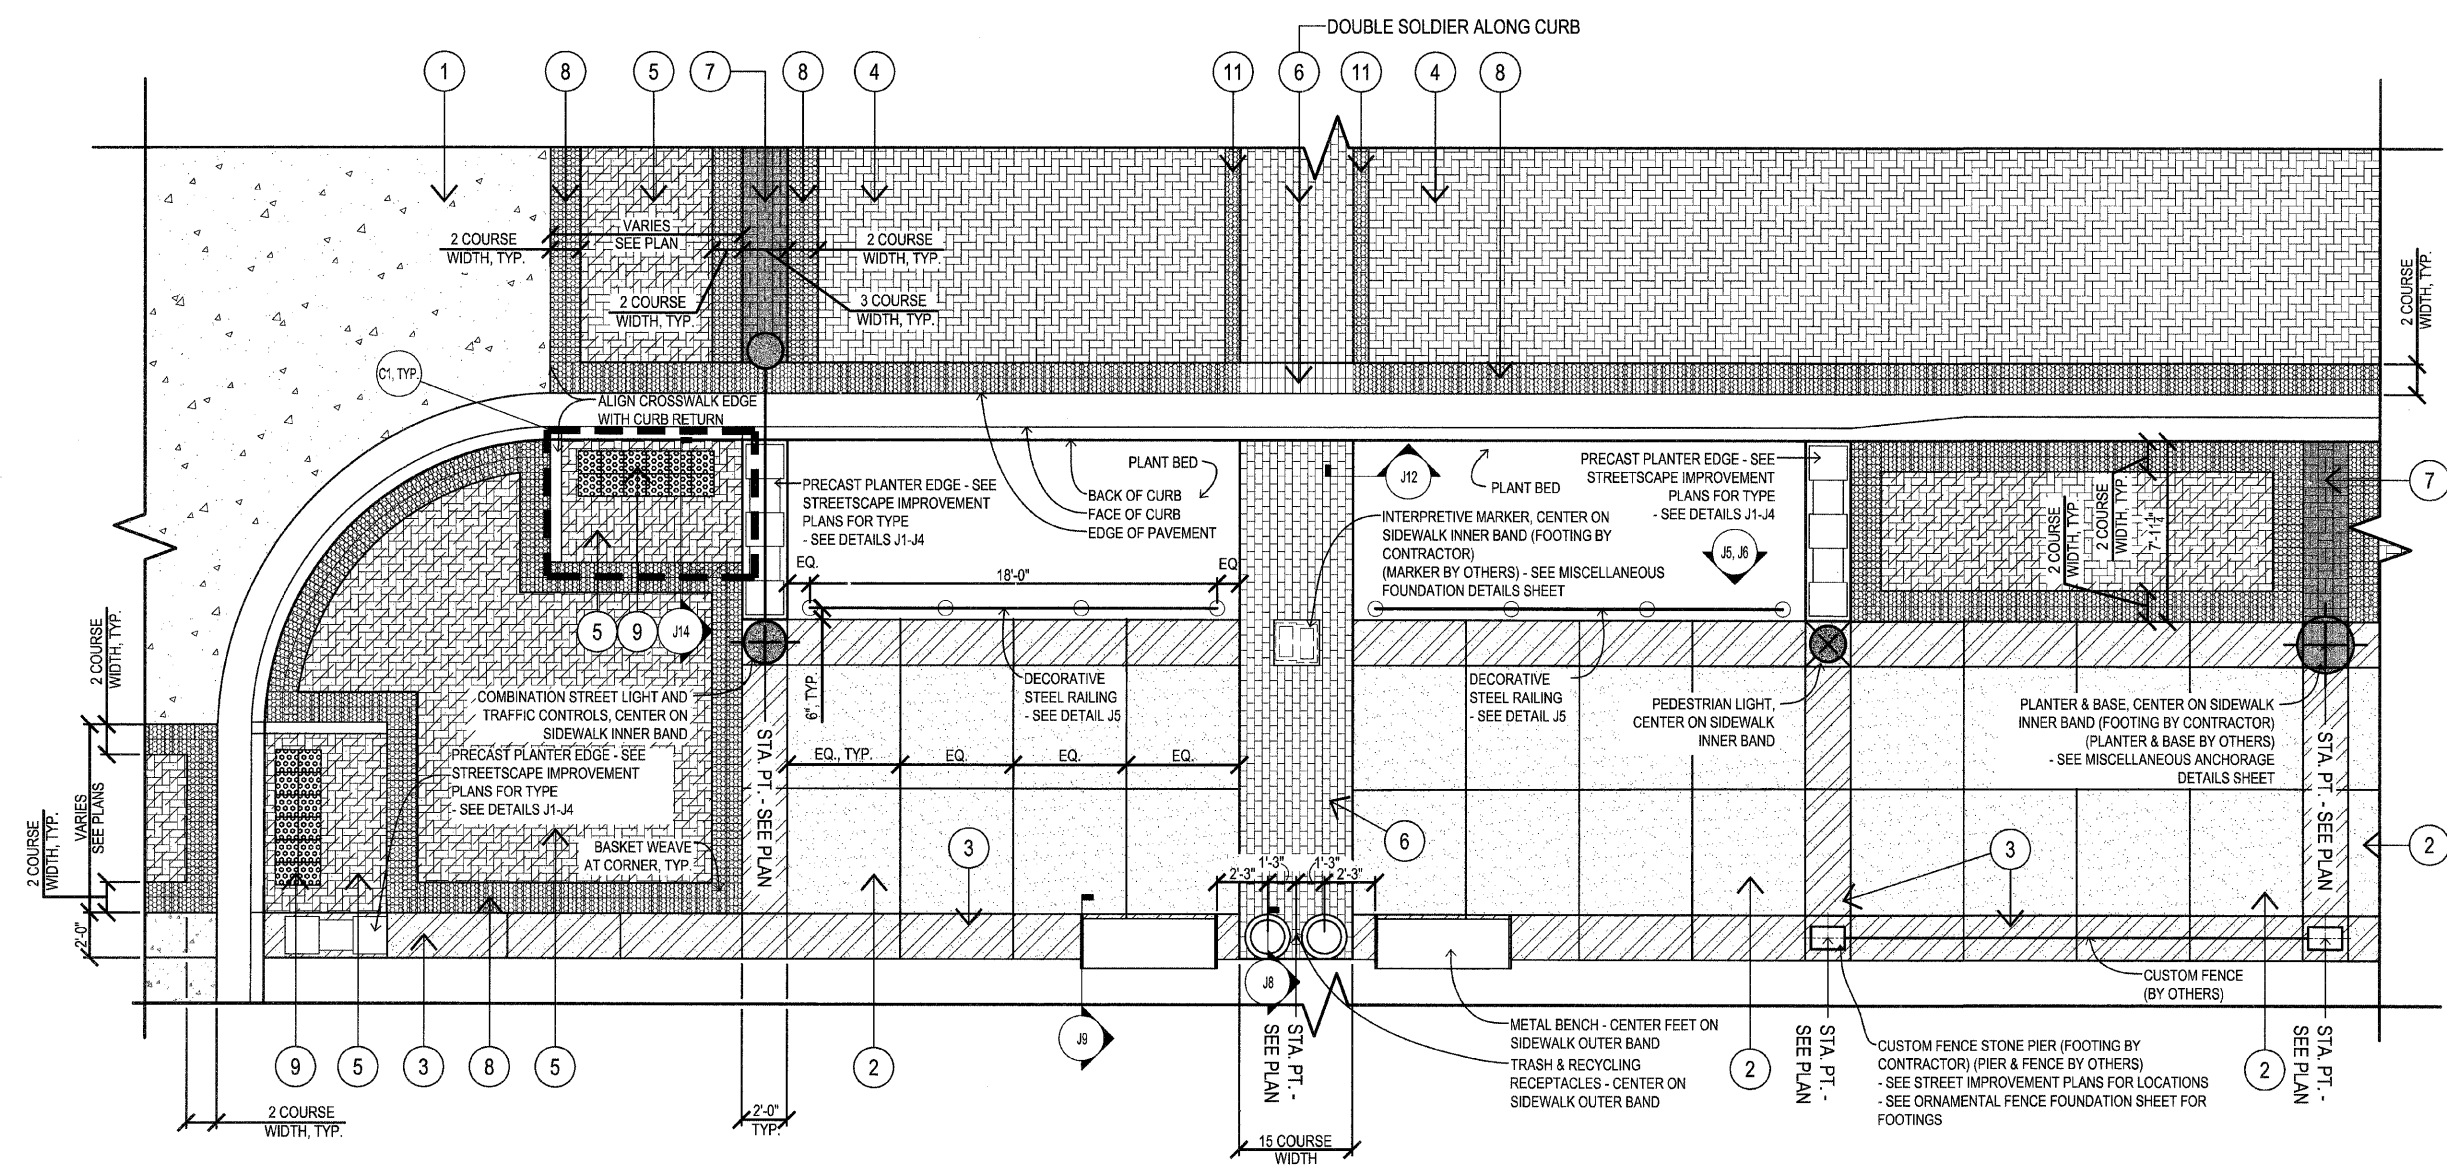 DOUBLE SOLDIER ALONG CURB
1
8
5
7
8
4
11
6
11
4
8
VARIES
SEE PLAN
2 COURSE
WIDTH, TYP.
2 COURSE
WIDTH, TYP.
2 COURSE
WIDTH, TYP.
3 COURSE
WIDTH, TYP.
2 COURSE
WIDTH, TYP.
C1, TYP.
ALIGN CROSSWALK EDGE
WITH CURB RETURN
PRECAST PLANTER EDGE - SEE
STREETSCAPE IMPROVEMENT
PLANS FOR TYPE
- SEE DETAILS J1-J4
PLANT BED
BACK OF CURB
FACE OF CURB
EDGE OF PAVEMENT
J12
PLANT BED
INTERPRETIVE MARKER, CENTER ON
SIDEWALK INNER BAND (FOOTING BY
CONTRACTOR)
(MARKER BY OTHERS) - SEE MISCELLANEOUS
FOUNDATION DETAILS SHEET
PRECAST PLANTER EDGE - SEE
STREETSCAPE IMPROVEMENT
PLANS FOR TYPE
- SEE DETAILS J1-J4
J5, J6
2 COURSE
WIDTH, TYP.
2 COURSE
WIDTH, TYP.
7'-11¼"
7
EQ.
18'-0"
EQ
5
9
J14
6", TYP.
2 COURSE
WIDTH, TYP.
COMBINATION STREET LIGHT AND
TRAFFIC CONTROLS, CENTER ON
SIDEWALK INNER BAND
DECORATIVE
STEEL RAILING
- SEE DETAIL J5
DECORATIVE
STEEL RAILING
- SEE DETAIL J5
PEDESTRIAN LIGHT,
CENTER ON SIDEWALK
INNER BAND
PLANTER & BASE, CENTER ON SIDEWALK
INNER BAND (FOOTING BY CONTRACTOR)
(PLANTER & BASE BY OTHERS)
- SEE MISCELLANEOUS ANCHORAGE
DETAILS SHEET
PRECAST PLANTER EDGE - SEE
STREETSCAPE IMPROVEMENT
PLANS FOR TYPE
- SEE DETAILS J1-J4
STA. PT. - SEE PLAN
EQ., TYP.
EQ.
EQ.
EQ.
STA. PT. - SEE PLAN
VARIES
SEE PLANS
2 COURSE
WIDTH, TYP.
BASKET WEAVE
AT CORNER, TYP.
3
6
3
2
1'-3"
1'-3"
2'-3"
2'-3"
2'-0"
J8
J9
CUSTOM FENCE
(BY OTHERS)
9
5
3
8
5
2
2
2
STA. PT. -
SEE PLAN
STA. PT. -
SEE PLAN
STA. PT. -
SEE PLAN
METAL BENCH - CENTER FEET ON
SIDEWALK OUTER BAND
TRASH & RECYCLING
RECEPTACLES - CENTER ON
SIDEWALK OUTER BAND
CUSTOM FENCE STONE PIER (FOOTING BY
CONTRACTOR) (PIER & FENCE BY OTHERS)
- SEE STREET IMPROVEMENT PLANS FOR LOCATIONS
- SEE ORNAMENTAL FENCE FOUNDATION SHEET FOR
FOOTINGS
2 COURSE
WIDTH, TYP.
2'-0"
TYP.
15 COURSE
WIDTH